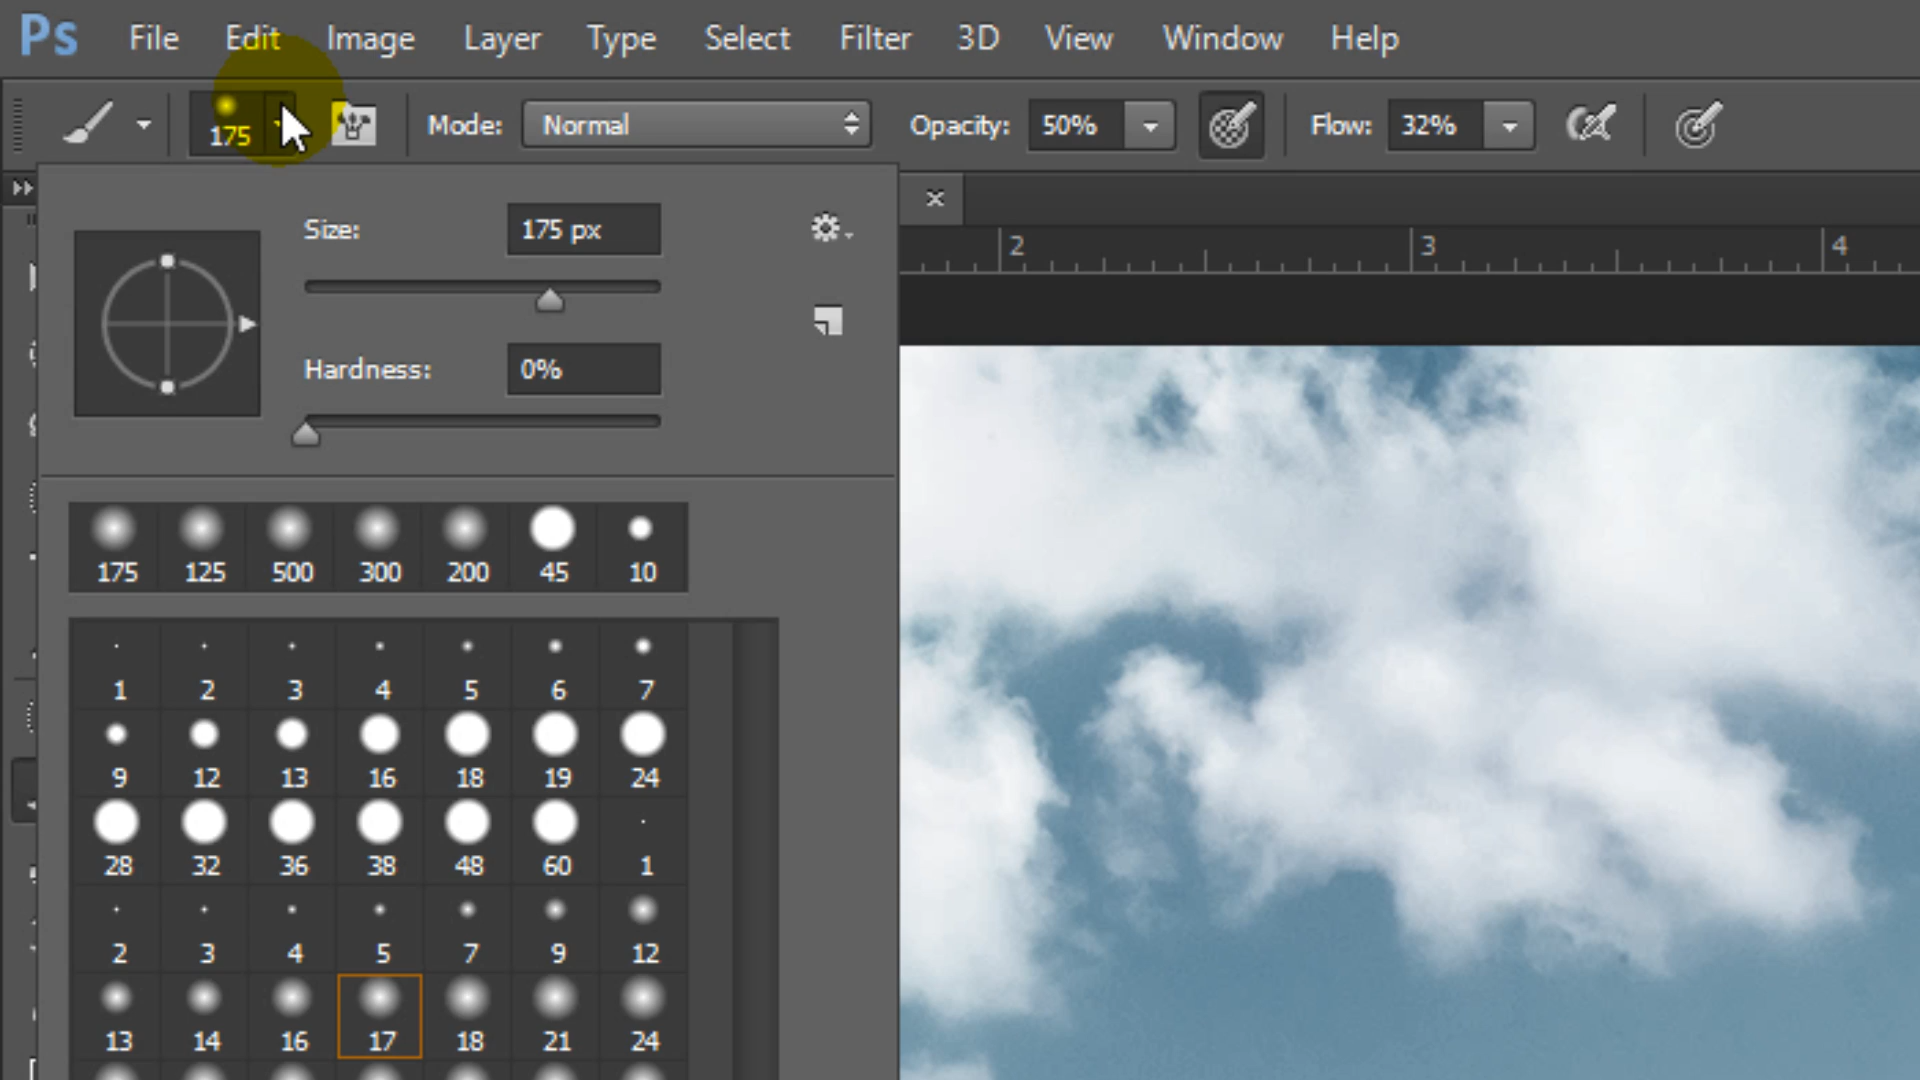 Ps File Edit Image Layer Type Select Filter 3D View Window Help
175 Mode: Normal Opacity: 50% Flow: 32%
Size: 175 px
2 3 4
Hardness: 0%
175 125 500 300 200 45 10
1 2 3 4 5 6 7
9 12 13 16 18 19 24
28 32 36 38 48 60 1
2 3 4 5 7 9 12
13 14 16 17 18 21 24